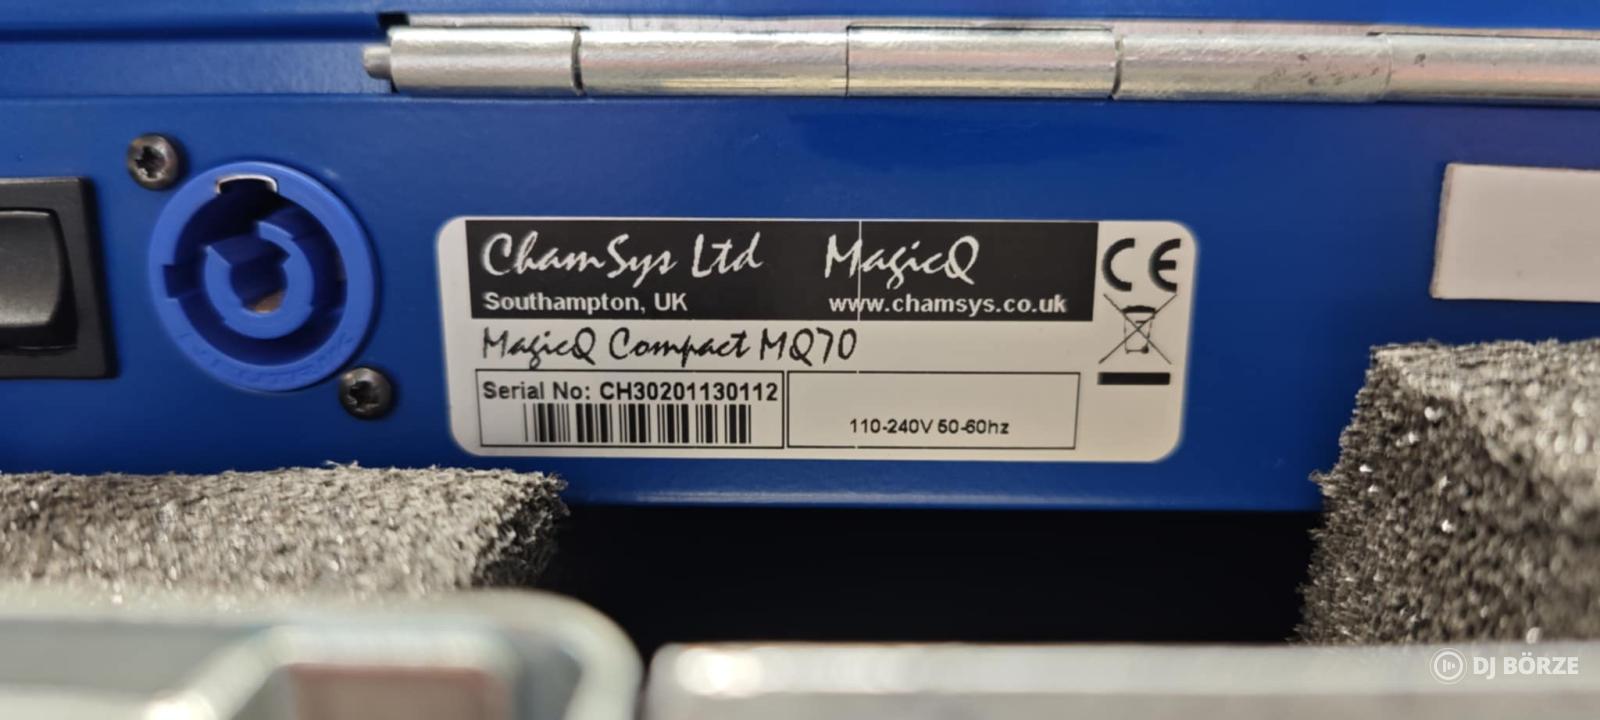 ChamSys Ltd MagicQ
Southampton, UK www.chamsys.co.uk
MagicQ Compact MQ70
Serial No: CH30201130112
110-240V 50-60hz
CE
DJ BÖRZE